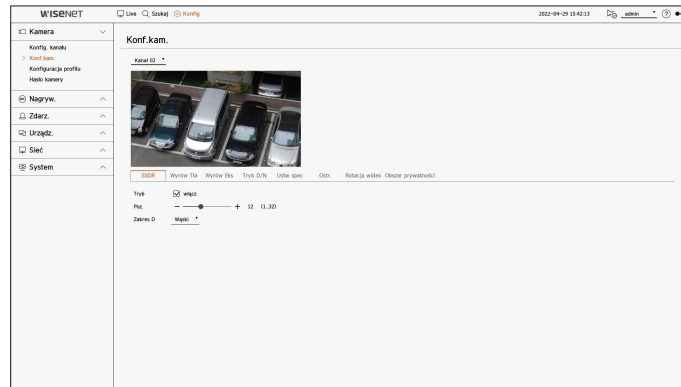 WISENET
Live Szukaj Konfig
2022-04-29 15:42:13
admin
?
Kamera
Konfig. kanału
> Konf.kam.
Konfiguracja profilu
Hasło kamery
Nagryw.
Zdarz.
Urządz.
Sieć
System
Konf.kam.
Kanał 02
SSDR Wyrów Tła Wyrów Eks Tryb D/N Ustw spec Ostr. Rotacja wideo Obszar prywatności
Tryb włącz
Poz. 12 (1..32)
Zakres D Wąski